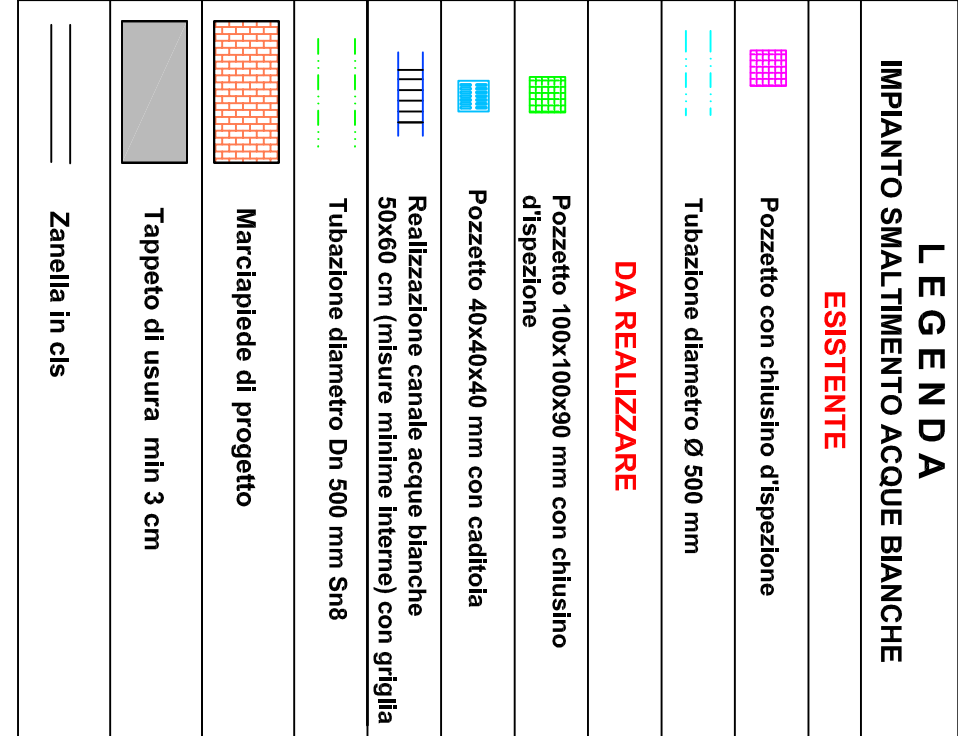 L E G E N D A
IMPIANTO SMALTIMENTO ACQUE BIANCHE
ESISTENTE
Pozzetto con chiusino d'ispezione
Tubazione diametro Ø 500 mm
DA REALIZZARE
Pozzetto 100x100x90 mm con chiusino
d'ispezione
Pozzetto 40x40x40 mm con caditoia
Realizzazione canale acque bianche
50x60 cm (misure minime interne) con griglia
Tubazione diametro Dn 500 mm Sn8
Marciapiede di progetto
Tappeto di usura min 3 cm
Zanella in cls